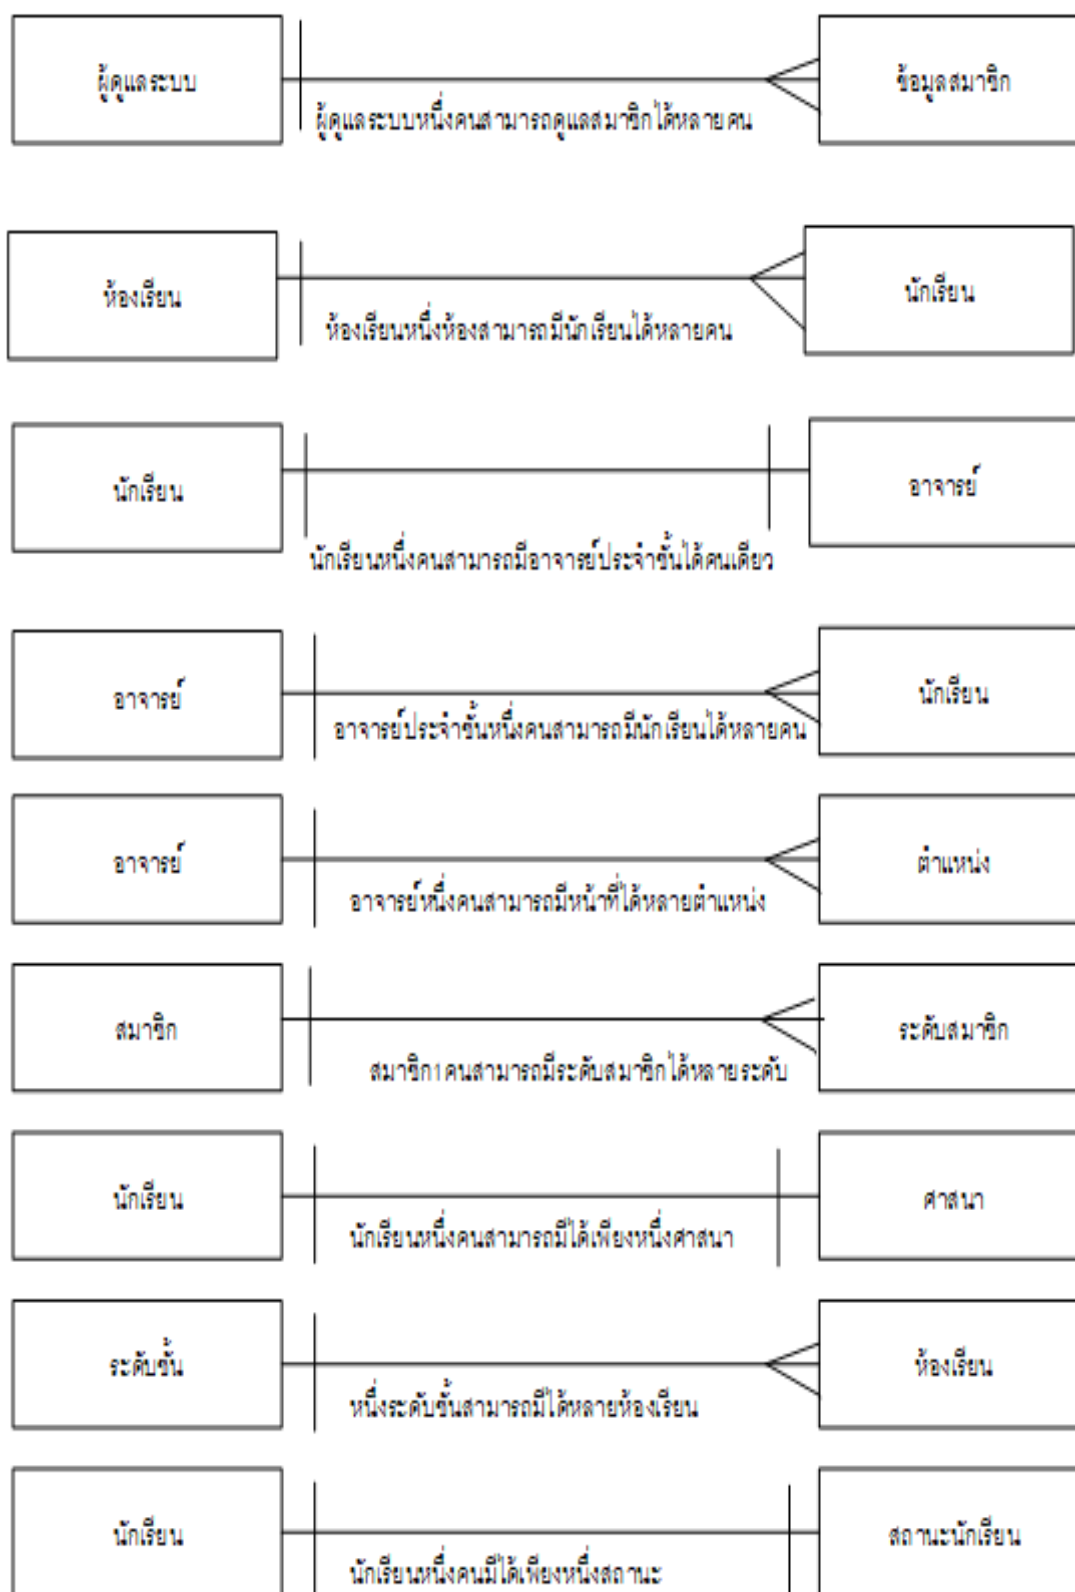 ผู้ดูแลระบบ
ข้อมูลสมาชิก
ผู้ดูแลระบบหนึ่งคนสามารถดูแลสมาชิกได้หลายคน
ห้องเรียน
นักเรียน
ห้องเรียนหนึ่งห้องสามารถมีนักเรียนได้หลายคน
นักเรียน
อาจารย์
นักเรียนหนึ่งคนสามารถมีอาจารย์ประจำชั้นได้คนเดียว
อาจารย์
นักเรียน
อาจารย์ประจำชั้นหนึ่งคนสามารถมีนักเรียนได้หลายคน
อาจารย์
ตำแหน่ง
อาจารย์หนึ่งคนสามารถมีหน้าที่ได้หลายตำแหน่ง
สมาชิก
ระดับสมาชิก
สมาชิก1คนสามารถมีระดับสมาชิกได้หลายระดับ
นักเรียน
ศาสนา
นักเรียนหนึ่งคนสามารถมีได้เพียงหนึ่งศาสนา
ระดับชั้น
ห้องเรียน
หนึ่งระดับชั้นสามารถมีได้หลายห้องเรียน
นักเรียน
สถานะนักเรียน
นักเรียนหนึ่งคนมีได้เพียงหนึ่งสถานะ